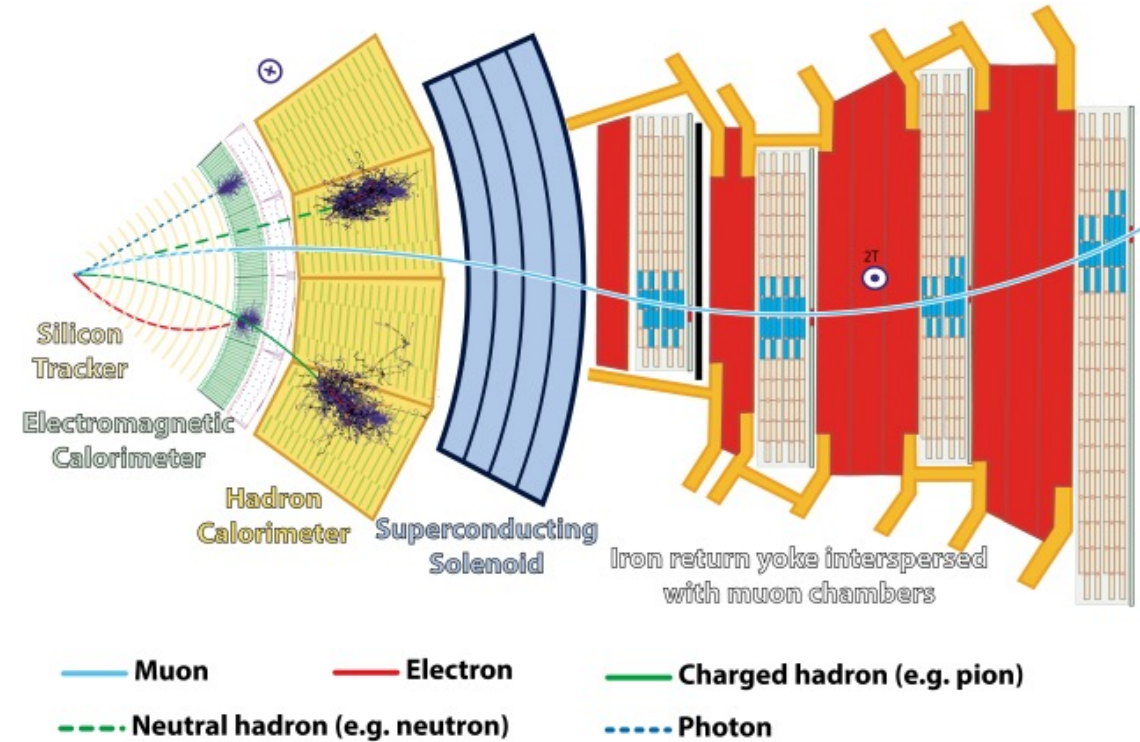 2T
Silicon
Tracker
Electromagnetic
Calorimeter
Hadron
Calorimeter
Superconducting
Solenoid
Iron return yoke interspersed
with muon chambers
Muon
Electron
Charged hadron (e.g. pion)
Neutral hadron (e.g. neutron)
Photon